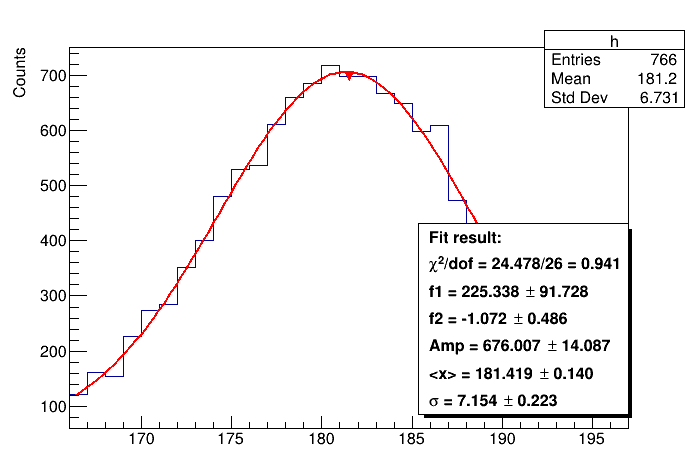 h
Entries 766
Mean 181.2
Std Dev 6.731
Counts
700
600
500
400
300
200
100
170 175 180 185 190 195
Fit result:
χ²/dof = 24.478/26 = 0.941
f1 = 225.338 ± 91.728
f2 = -1.072 ± 0.486
Amp = 676.007 ± 14.087
<x> = 181.419 ± 0.140
σ = 7.154 ± 0.223